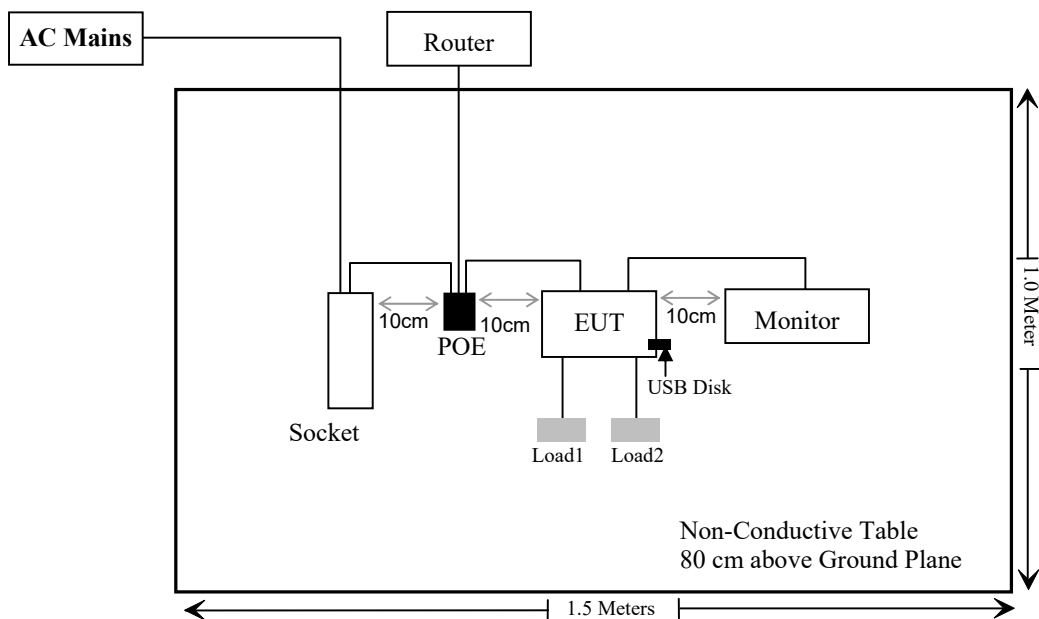 AC Mains
Router
10cm
10cm
10cm
POE
EUT
Monitor
USB Disk
Socket
Load1
Load2
Non-Conductive Table
80 cm above Ground Plane
1.0 Meter
1.5 Meters